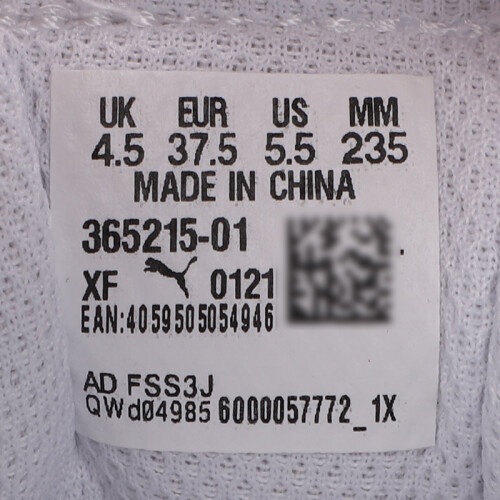 UK EUR US MM
4.5 37.5 5.5 235
MADE IN CHINA
365215-01
XF 0121
EAN:4059505054946
AD FSS3J
QWd04985 6000057772_1X